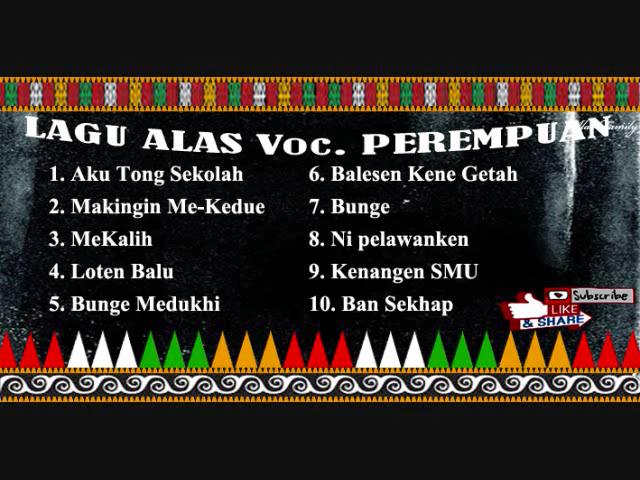 LAGU ALAS VOC. PEREMPUAN
1. Aku Tong Sekolah
2. Makingin Me-Kedue
3. MeKalih
4. Loten Balu
5. Bunge Medukhi
6. Balesen Kene Getah
7. Bunge
8. Ni pelawanken
9. Kenangen SMU
10. Ban Sekhap
Subscribe
LIKE
& SHARE